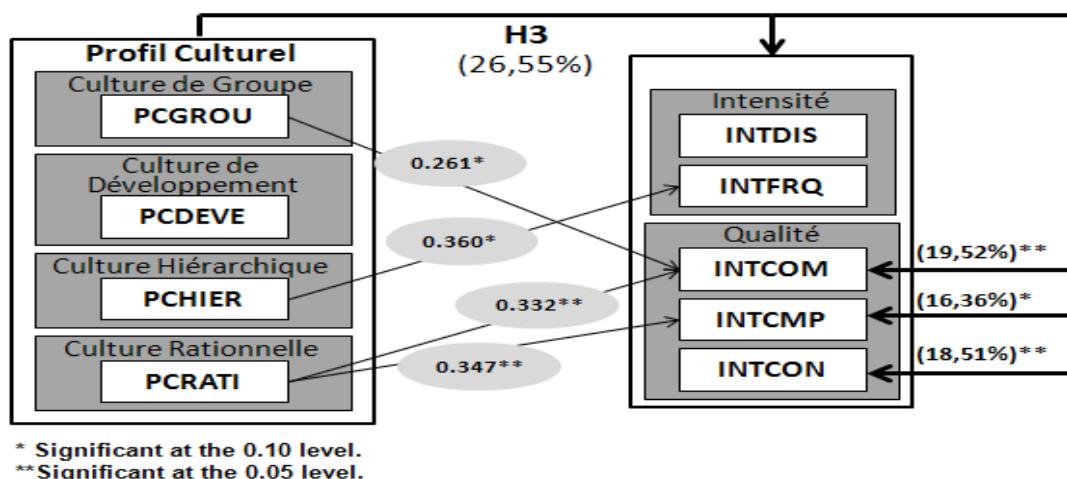 H3
(26,55%)
Profil Culturel
Culture de Groupe
PCGROU
Culture de
Développement
PCDEVE
Culture Hiérarchique
PCHIER
Culture Rationnelle
PCRATI
0.261*
0.360*
0.332**
0.347**
Intensité
INTDIS
INTFRQ
Qualité
INTCOM
INTCMP
INTCON
(19,52%)**
(16,36%)*
(18,51%)**
* Significant at the 0.10 level.
**Significant at the 0.05 level.